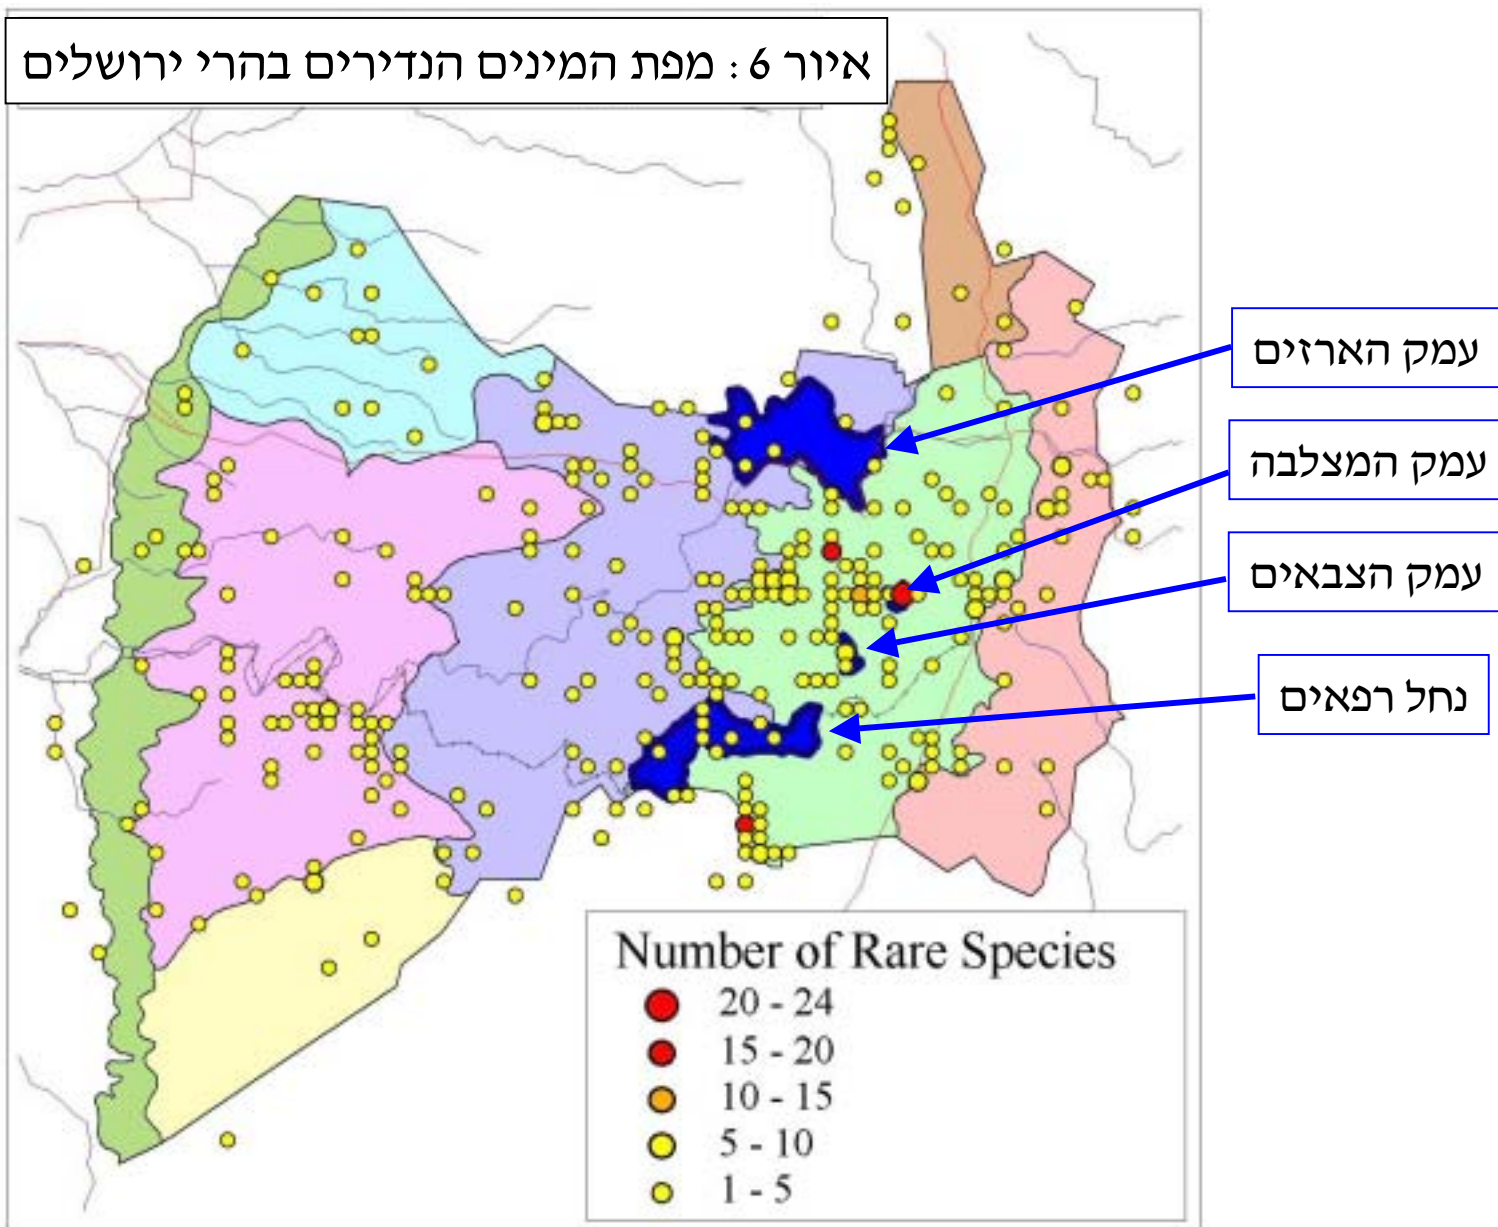 איור 6 : מפת המינים הנדירים בהרי ירושלים
עמק הארזים
עמק המצלבה
עמק הצבאים
נחל רפאים
Number of Rare Species
20 - 24
15 - 20
10 - 15
5 - 10
1 - 5